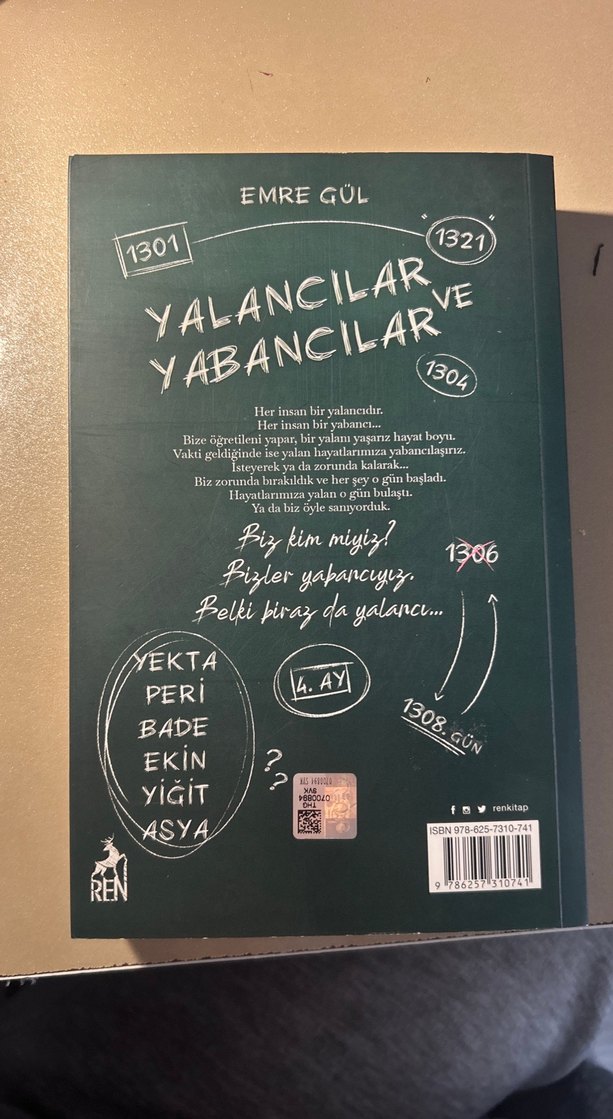 EMRE GÜL
1301
"1321"
YALANCILAR VE
YABANCILAR
1304
Her insan bir yalancıdır.
Her insan bir yabancı...
Bize öğretileni yapar, bir yalanı yaşarız hayat boyu.
Vakti geldiğinde ise yalan hayatlarımıza yabancılaşırız.
İsteyerek ya da zorunda kalarak...
Biz zorunda bırakıldık ve her şey o gün başladı.
Hayatlarımıza yalan o gün bulaştı.
Ya da biz öyle sanıyorduk.
Biz kim miyiz?
Bizler yabancıyız.
Belki biraz da yalancı...
1306
1308. GÜN
4. AY
YEKTA
PERİ
BADE
EKİN
YİĞİT
ASYA
??
THG
0700894
SVK
REN
renkitap
ISBN 978-625-7310-741
9 786257 310741